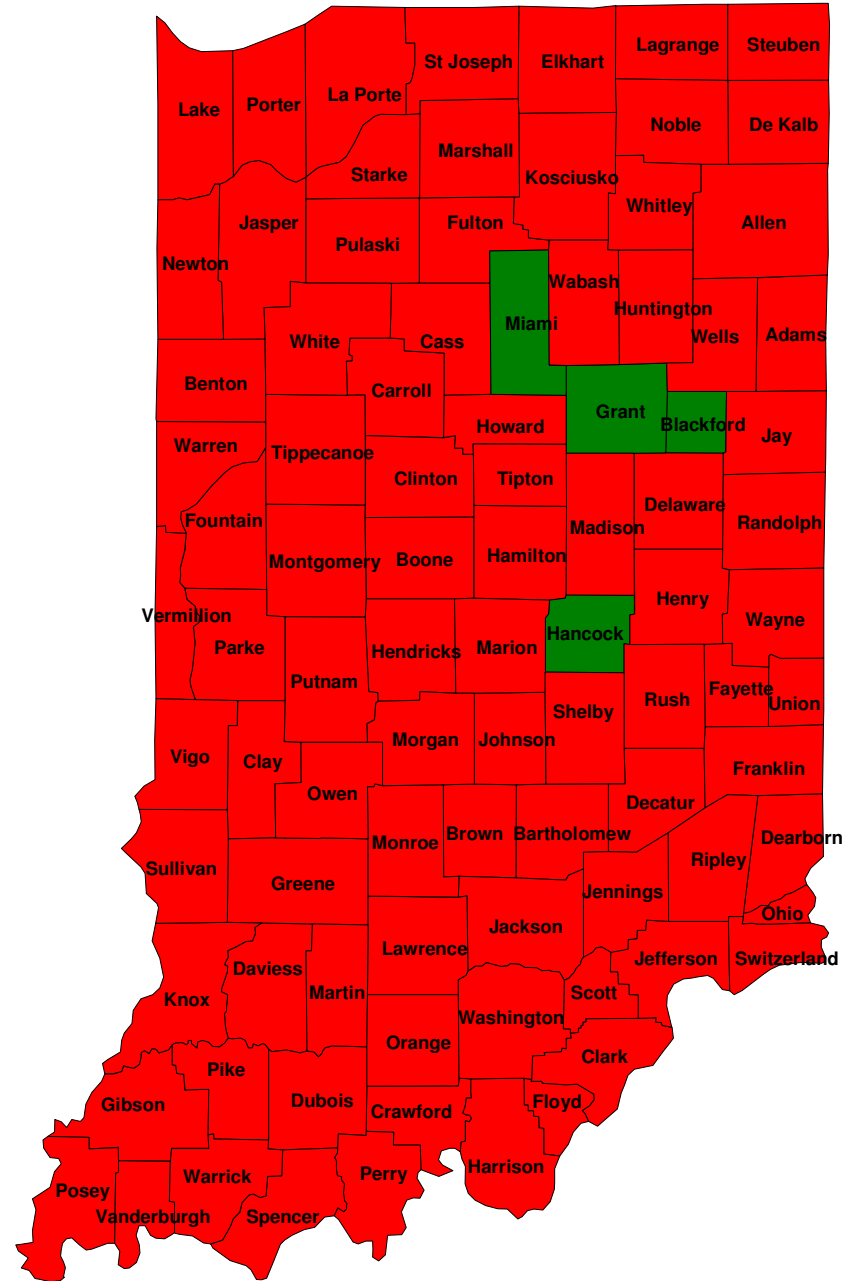 Lagrange
Steuben
St Joseph
Elkhart
La Porte
Porter
Lake
Noble
De Kalb
Marshall
Starke
Kosciusko
Whitley
Allen
Jasper
Fulton
Pulaski
Newton
Wabash
Huntington
Miami
Wells
Adams
White
Cass
Benton
Carroll
Grant
Blackford
Howard
Jay
Warren
Tippecanoe
Clinton
Tipton
Delaware
Fountain
Madison
Randolph
Montgomery
Boone
Hamilton
Henry
Vermillion
Wayne
Hancock
Parke
Hendricks
Marion
Putnam
Rush
Fayette
Union
Shelby
Morgan
Johnson
Vigo
Clay
Franklin
Owen
Decatur
Monroe
Brown
Bartholomew
Dearborn
Ripley
Sullivan
Greene
Jennings
Ohio
Jackson
Lawrence
Jefferson
Switzerland
Daviess
Martin
Knox
Scott
Washington
Orange
Clark
Pike
Dubois
Gibson
Crawford
Floyd
Harrison
Perry
Warrick
Posey
Vanderburgh
Spencer